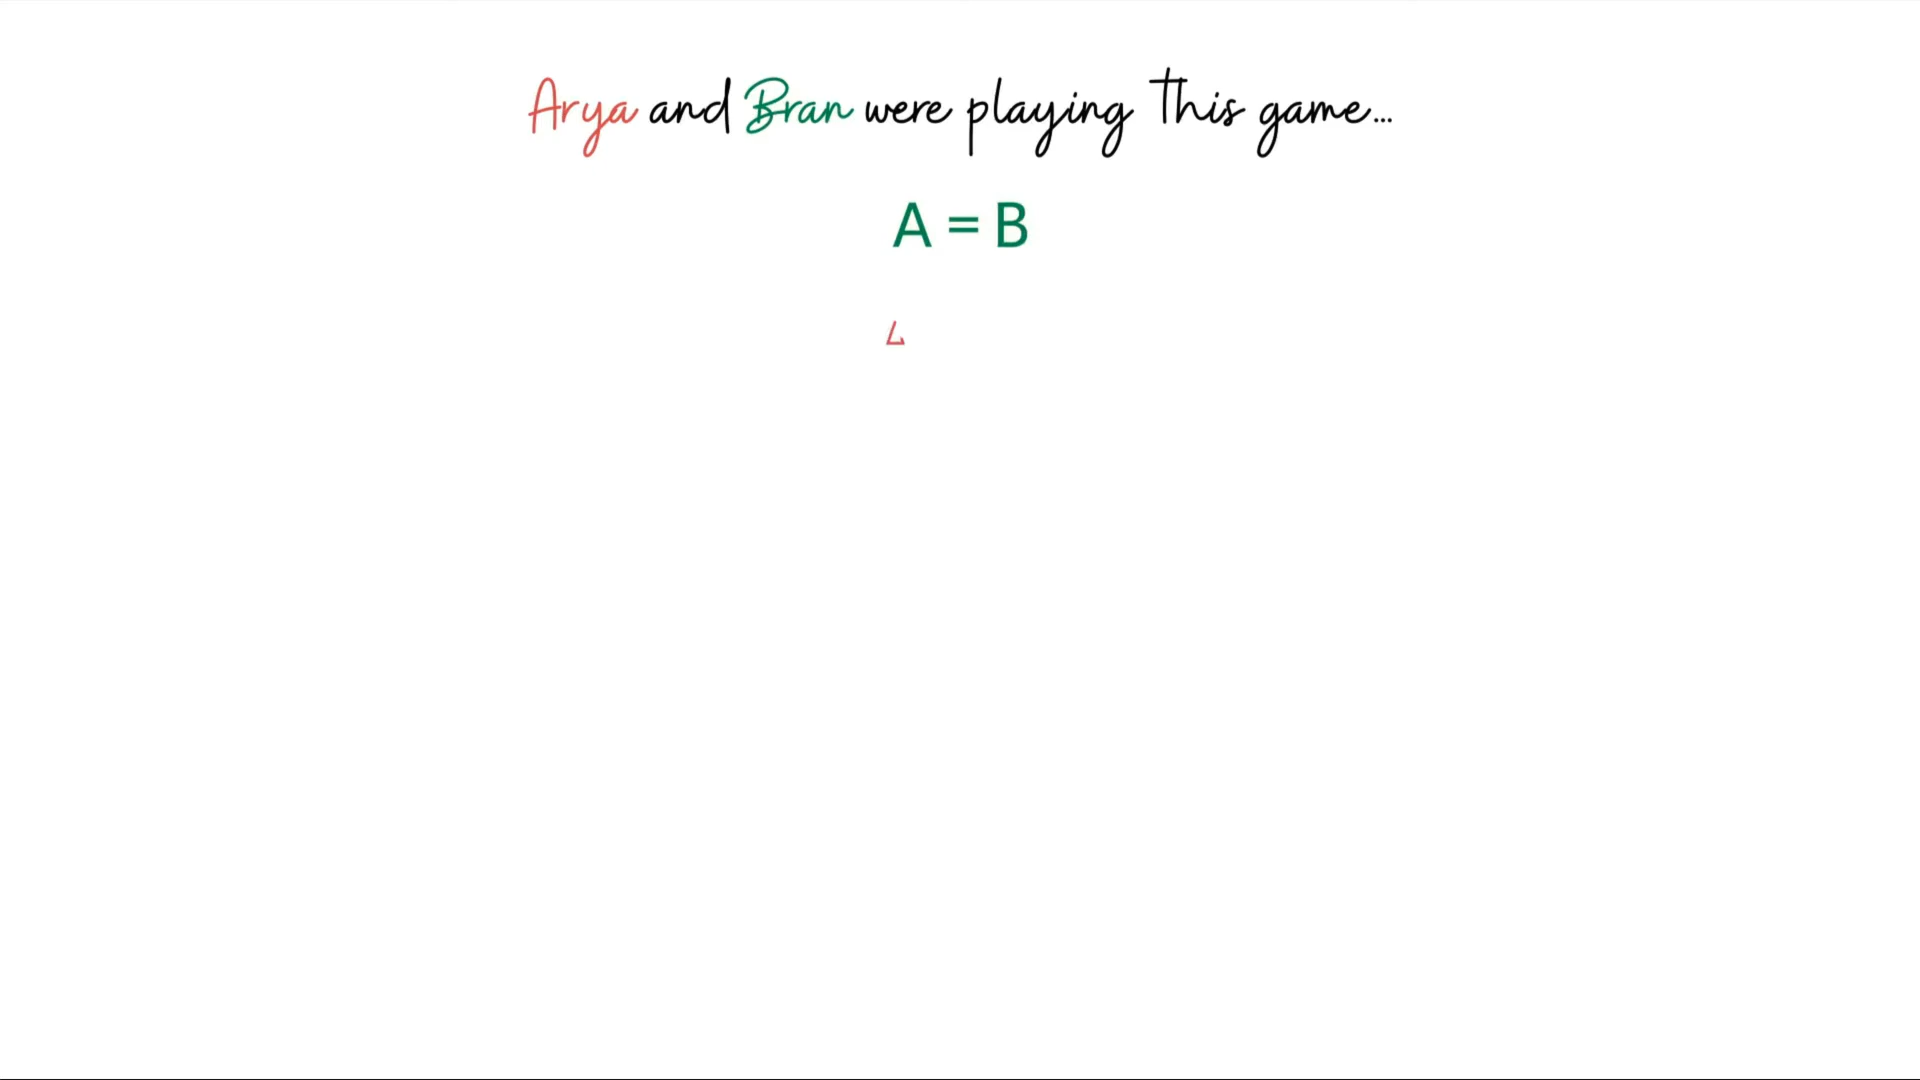 Arya and Bran were playing this game...
A = B